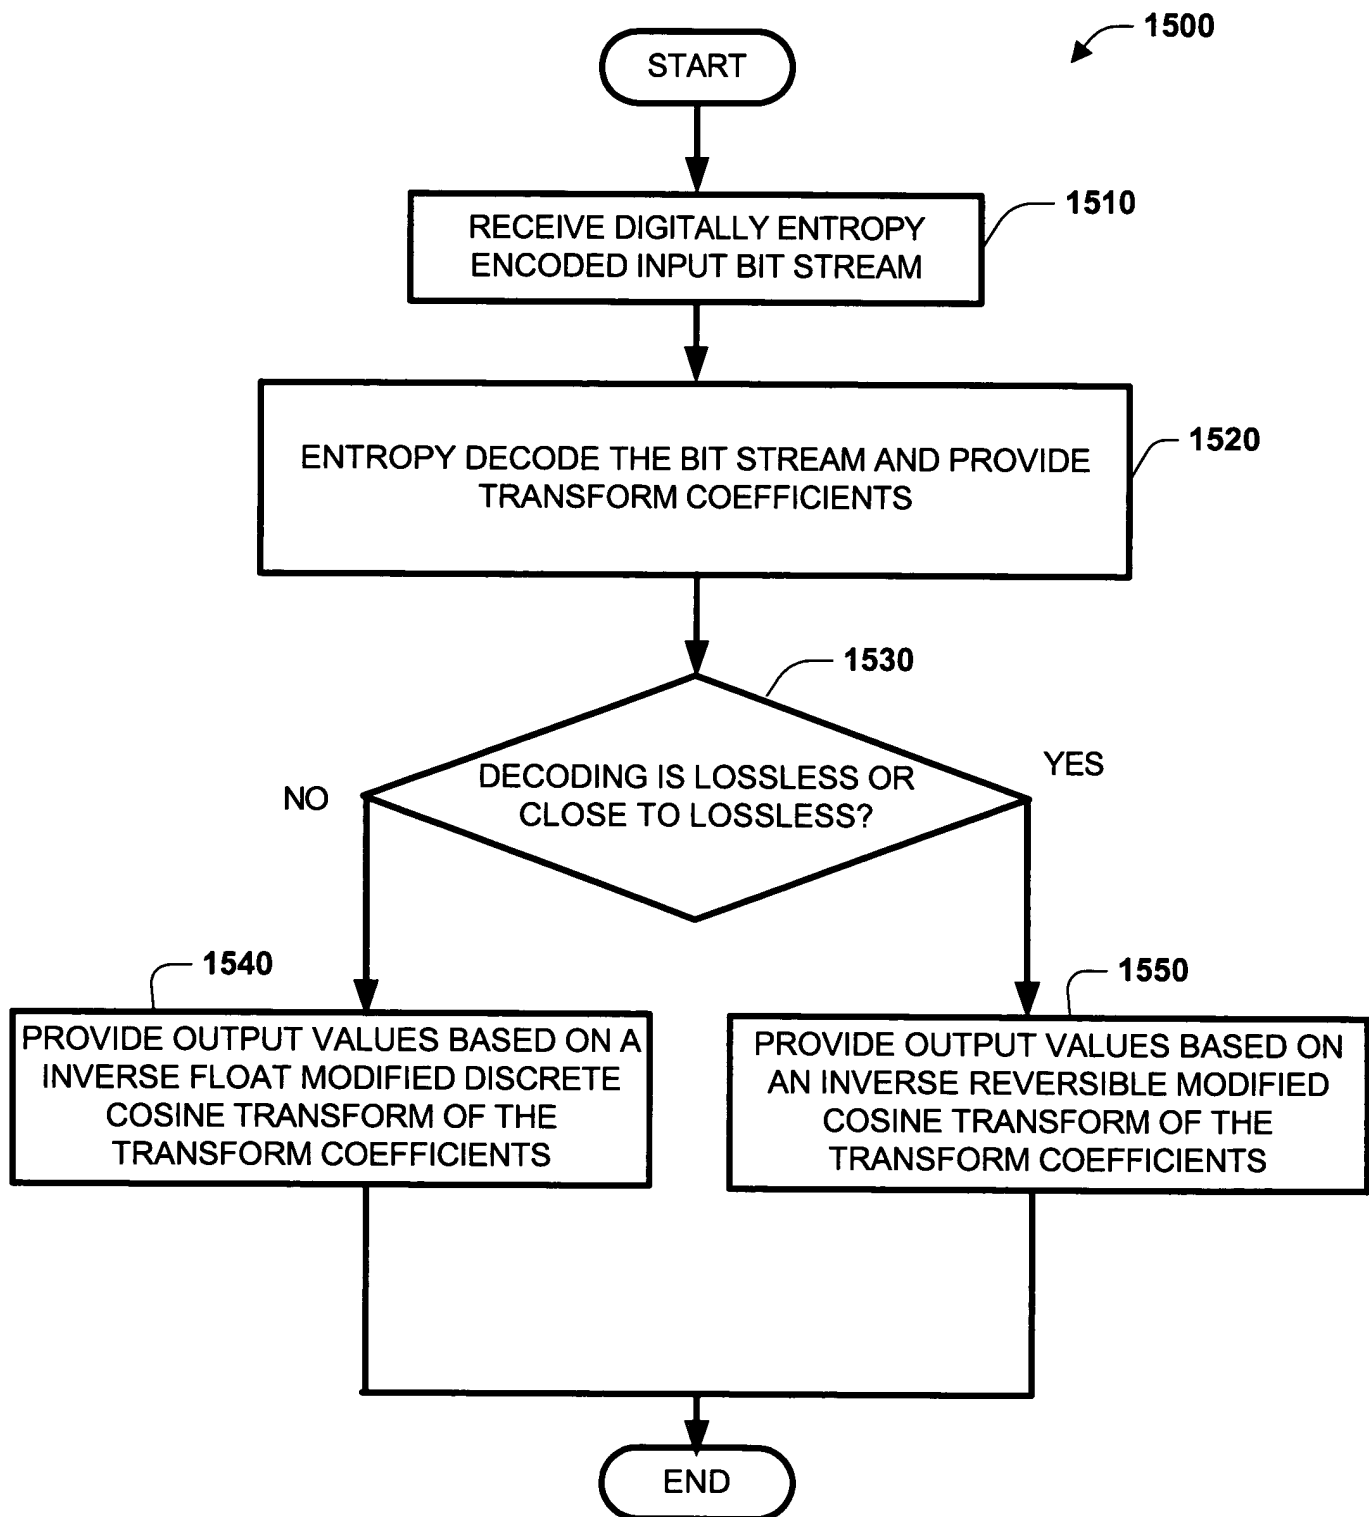 1500
START
1510
RECEIVE DIGITALLY ENTROPY
ENCODED INPUT BIT STREAM
1520
ENTROPY DECODE THE BIT STREAM AND PROVIDE
TRANSFORM COEFFICIENTS
1530
DECODING IS LOSSLESS OR
CLOSE TO LOSSLESS?
NO
YES
1540
PROVIDE OUTPUT VALUES BASED ON A
INVERSE FLOAT MODIFIED DISCRETE
COSINE TRANSFORM OF THE
TRANSFORM COEFFICIENTS
1550
PROVIDE OUTPUT VALUES BASED ON
AN INVERSE REVERSIBLE MODIFIED
COSINE TRANSFORM OF THE
TRANSFORM COEFFICIENTS
END